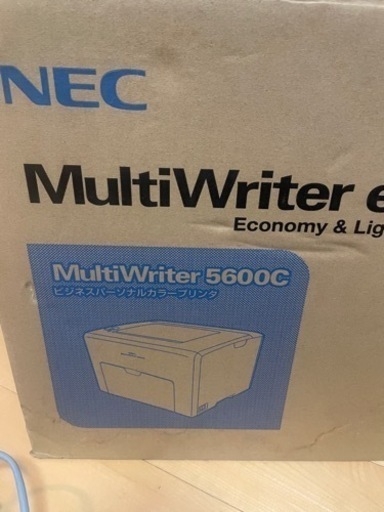 NEC
MultiWriter e
Economy & Lig
MultiWriter 5600C
ビジネスパーソナルカラープリンタ